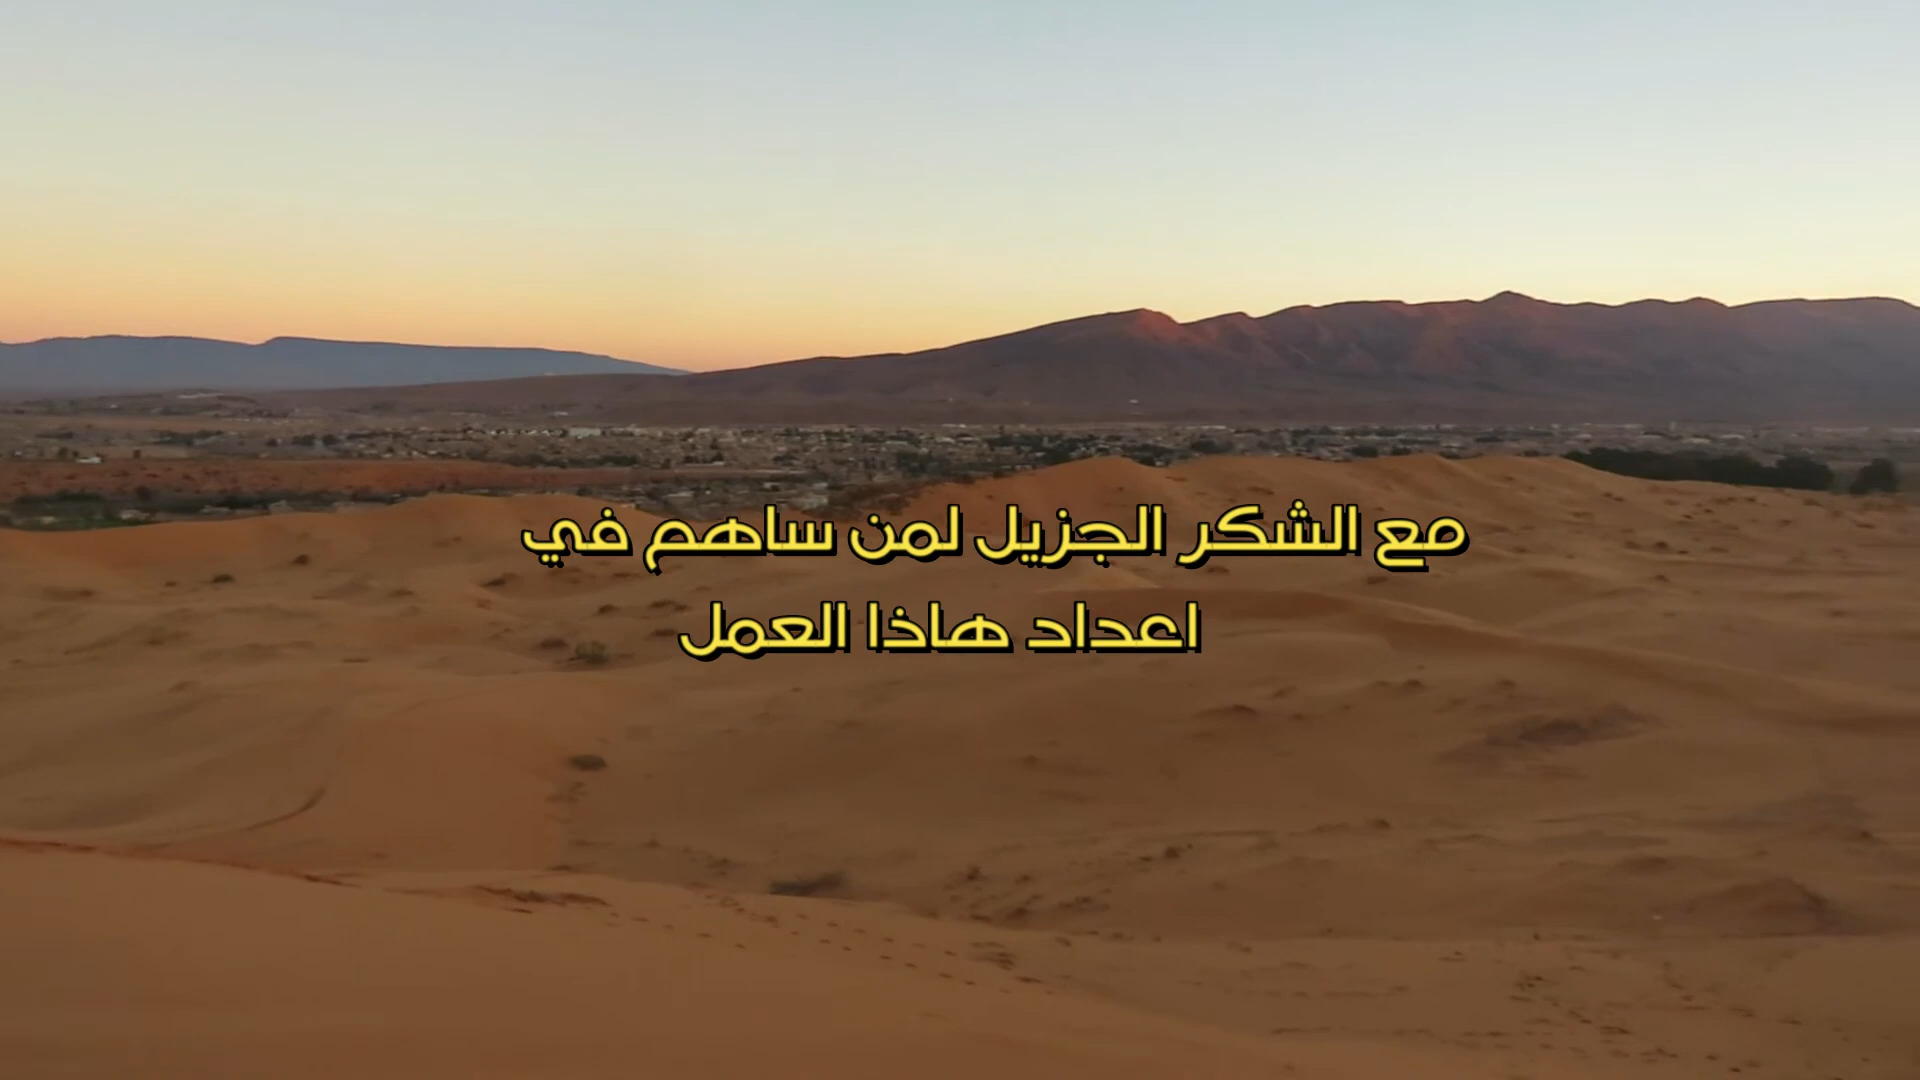 مع الشكر الجزيل لمن ساهم في
اعداد هاذا العمل